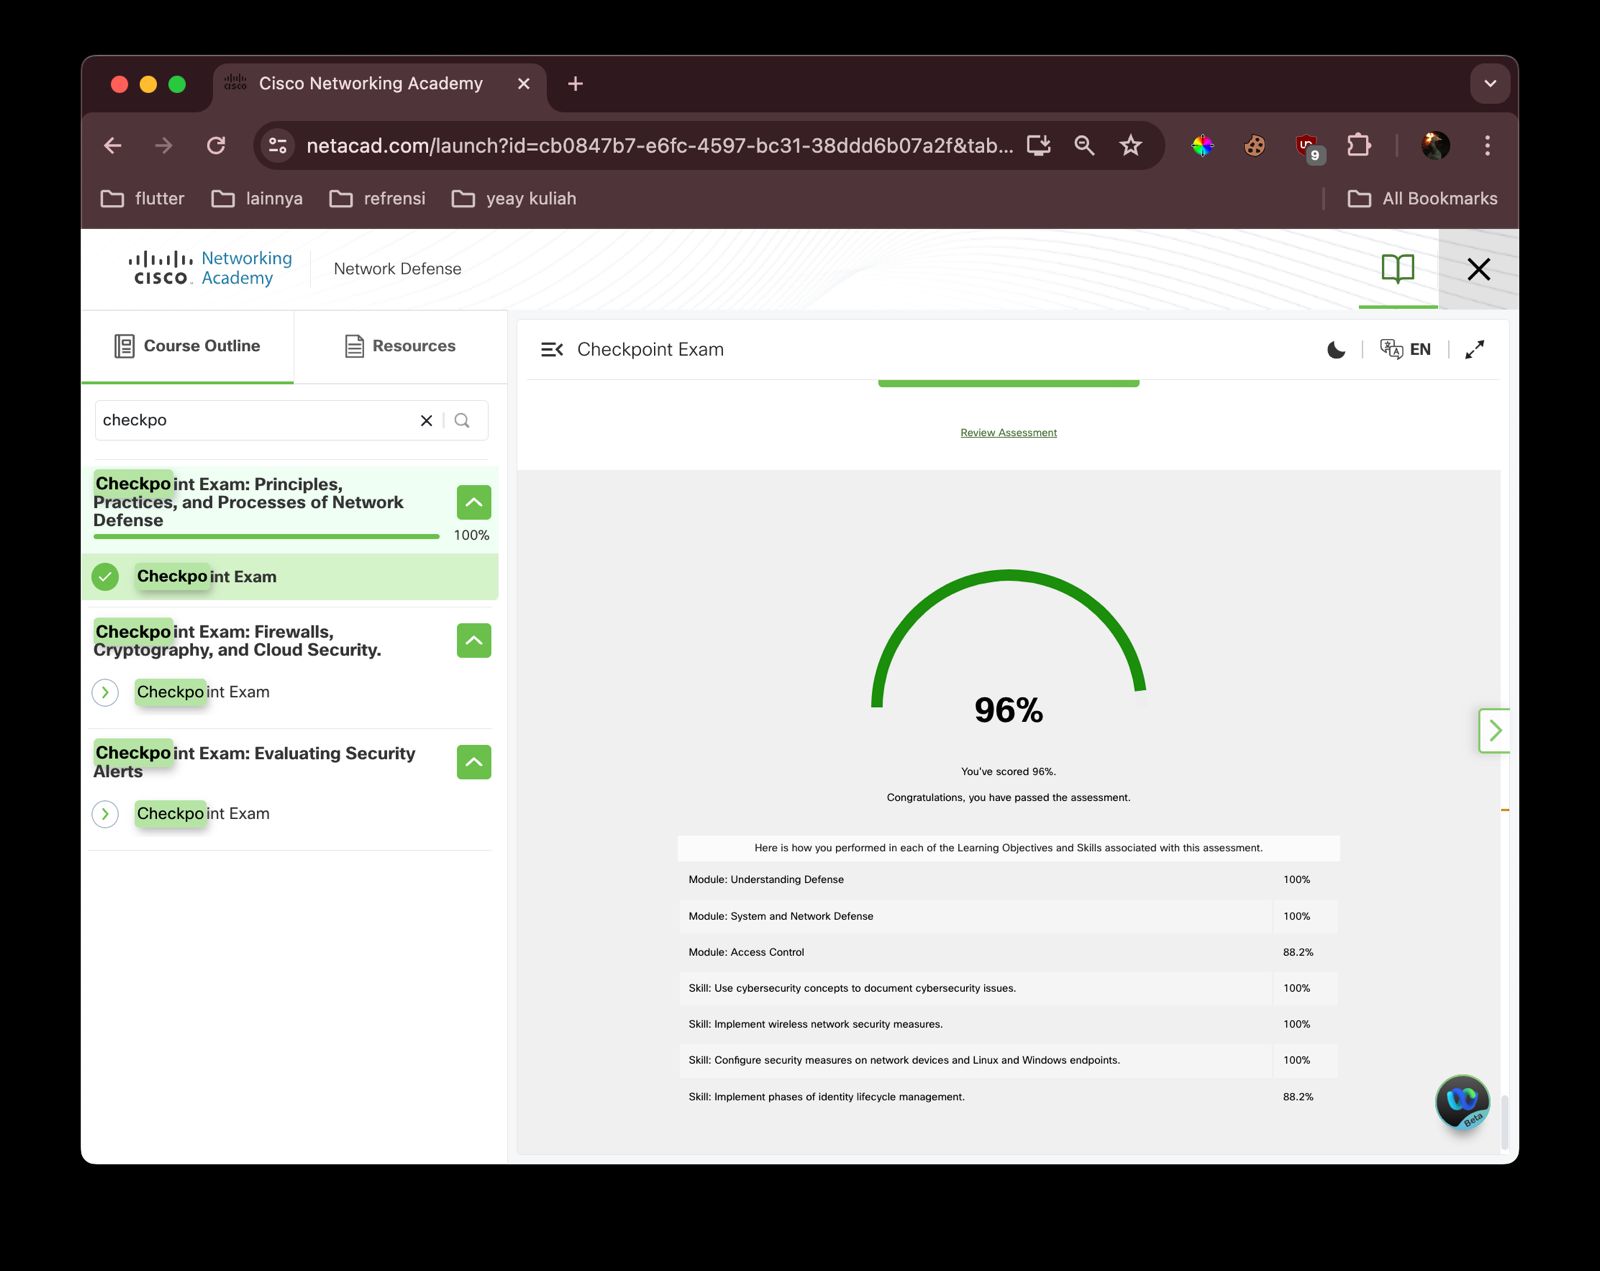 Cisco Networking Academy
netacad.com/launch?id=cb0847b7-e6fc-4597-bc31-38ddd6b07a2f&tab...
9
flutter
lainnya
refrensi
yeay kuliah
All Bookmarks
CISCO
Networking
Academy
Network Defense
Course Outline
Resources
checkpo
Checkpoint Exam: Principles,
Practices, and Processes of Network
Defense
100%
Checkpoint Exam
Checkpoint Exam: Firewalls,
Cryptography, and Cloud Security.
Checkpoint Exam
Checkpoint Exam: Evaluating Security
Alerts
Checkpoint Exam
Checkpoint Exam
EN
Review Assessment
96%
You've scored 96%.
Congratulations, you have passed the assessment.
Here is how you performed in each of the Learning Objectives and Skills associated with this assessment.
Module: Understanding Defense 100%
Module: System and Network Defense 100%
Module: Access Control 88.2%
Skill: Use cybersecurity concepts to document cybersecurity issues. 100%
Skill: Implement wireless network security measures. 100%
Skill: Configure security measures on network devices and Linux and Windows endpoints. 100%
Skill: Implement phases of identity lifecycle management. 88.2%
Beta